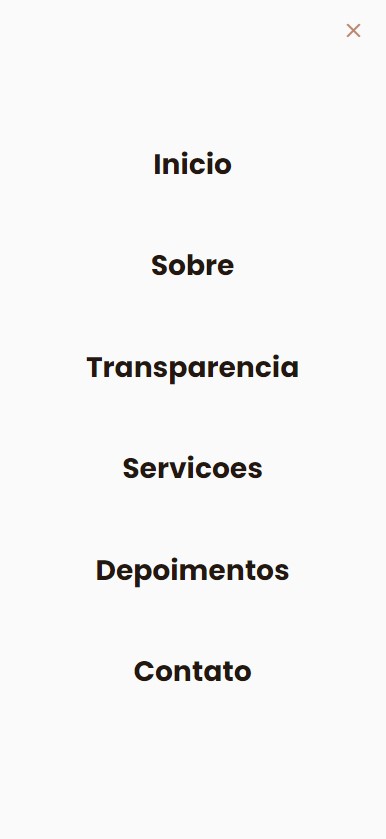 Inicio
Sobre
Transparencia
Servicoes
Depoimentos
Contato